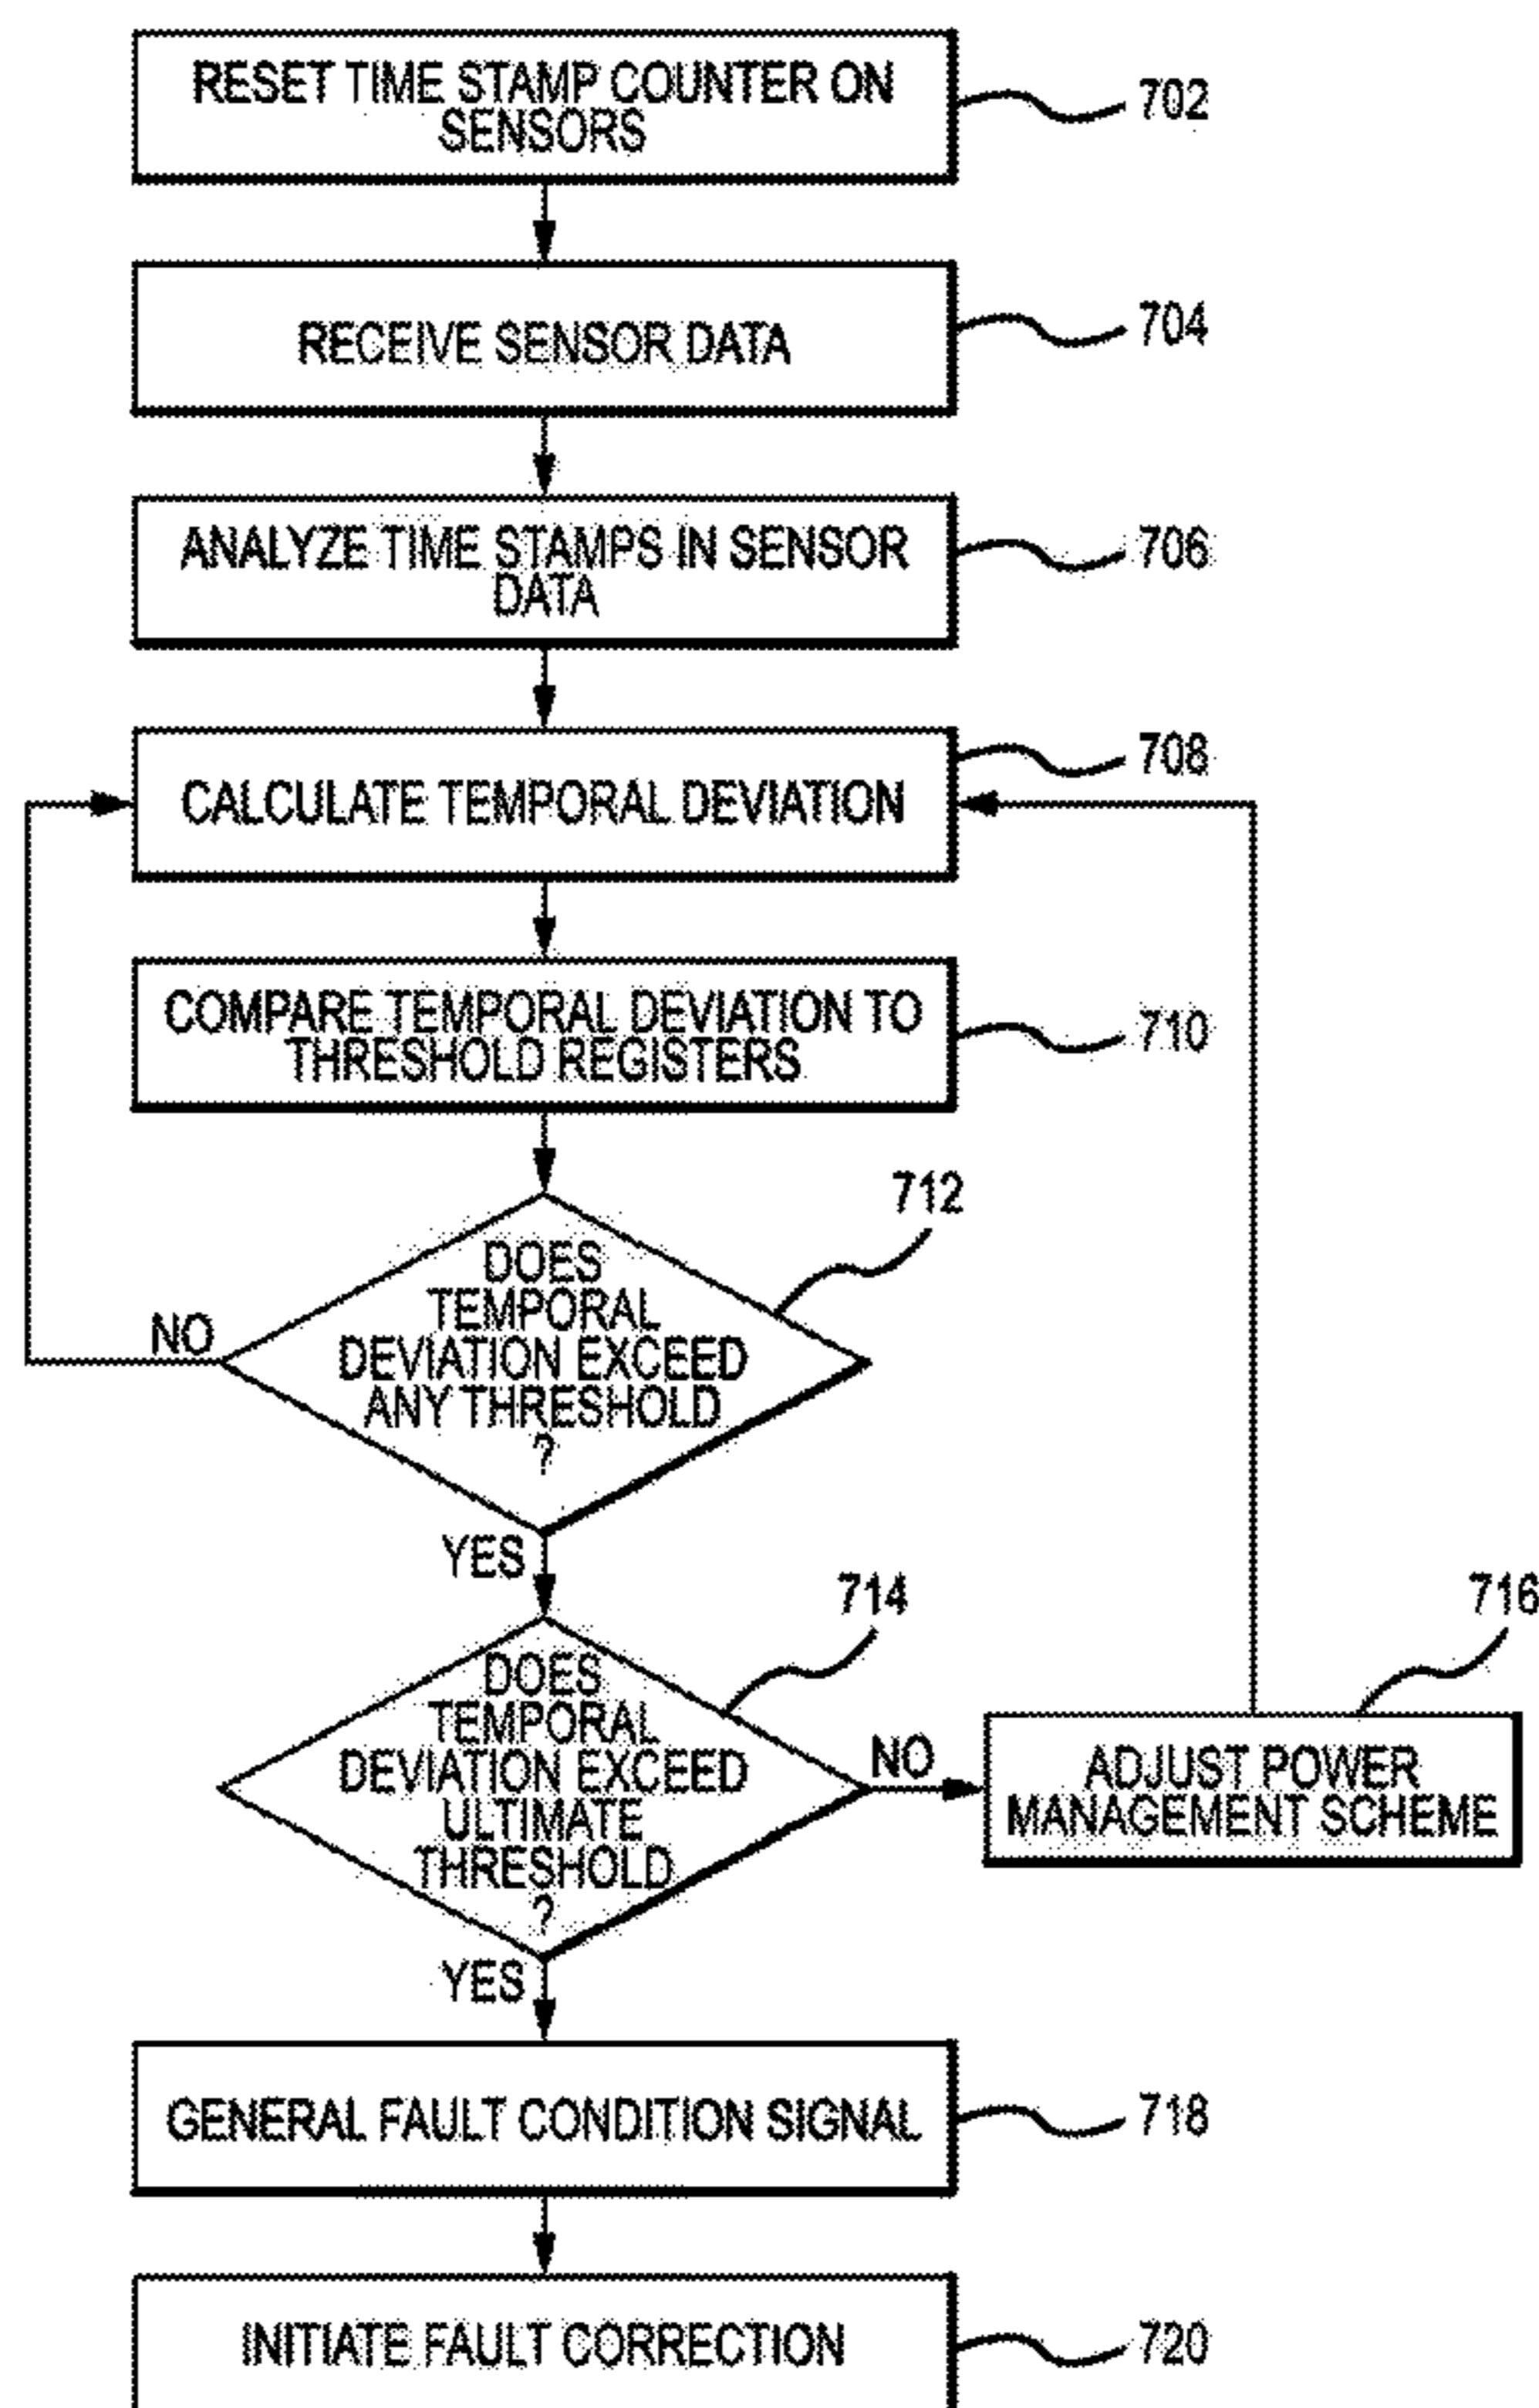 RESET TIME STAMP COUNTER ON
SENSORS
702
RECEIVE SENSOR DATA
704
ANALYZE TIME STAMPS IN SENSOR
DATA
706
CALCULATE TEMPORAL DEVIATION
708
COMPARE TEMPORAL DEVIATION TO
THRESHOLD REGISTERS
710
712
DOES
TEMPORAL
DEVIATION EXCEED
ANY THRESHOLD
?
NO
YES
714
DOES
TEMPORAL
DEVIATION EXCEED
ULTIMATE
THRESHOLD
?
NO
716
ADJUST POWER
MANAGEMENT SCHEME
YES
GENERAL FAULT CONDITION SIGNAL
718
INITIATE FAULT CORRECTION
720